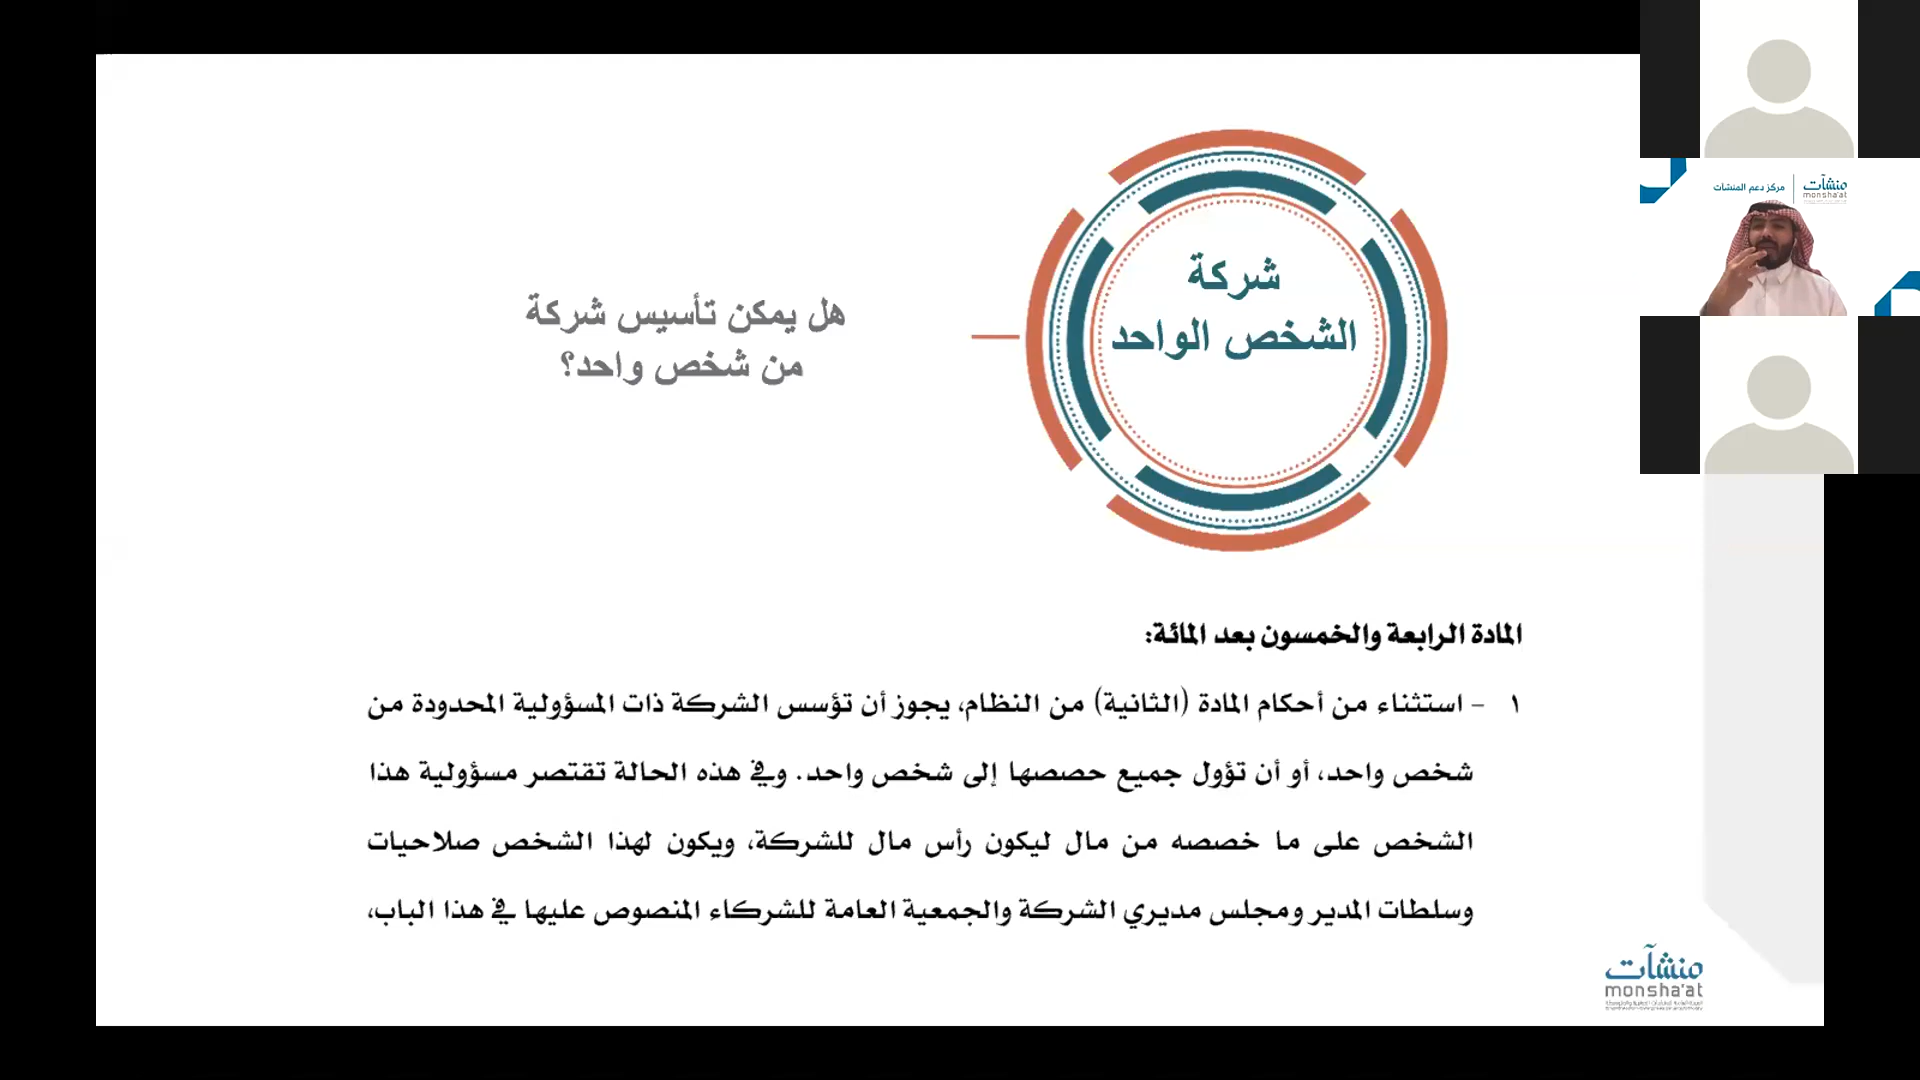 شركة
الشخص الواحد
هل يمكن تأسيس شركة
من شخص واحد؟
المادة الرابعة والخمسون بعد المائة:
١ - استثناء من أحكام المادة (الثانية) من النظام، يجوز أن تؤسس الشركة ذات المسؤولية المحدودة من
شخص واحد، أو أن تؤول جميع حصصها إلى شخص واحد. وفي هذه الحالة تقتصر مسؤولية هذا
الشخص على ما خصصه من مال ليكون رأس مال للشركة، ويكون لهذا الشخص صلاحيات
وسلطات المدير ومجلس مديري الشركة والجمعية العامة للشركاء المنصوص عليها في هذا الباب،
منشآت
monsha'at
منشآت
monsha'at
مركز دعم المنشآت